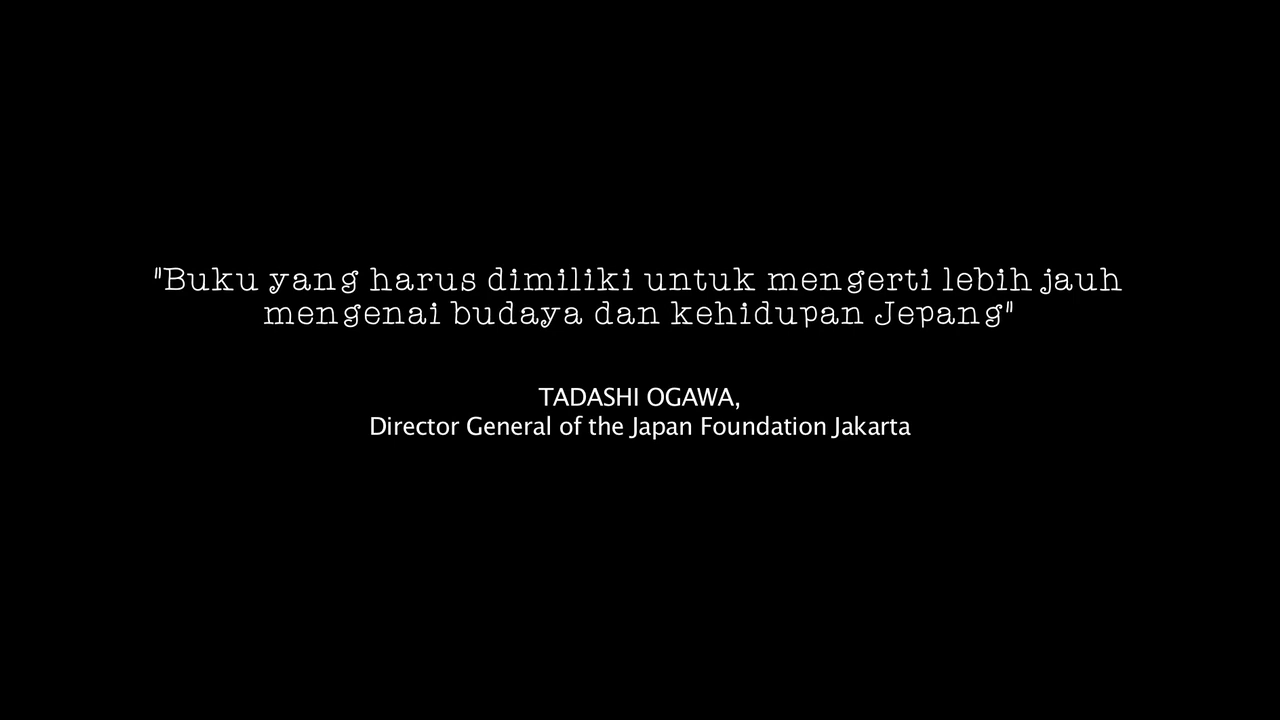 "Buku yang harus dimiliki untuk mengerti lebih jauh
mengenai budaya dan kehidupan Jepang"
TADASHI OGAWA,
Director General of the Japan Foundation Jakarta